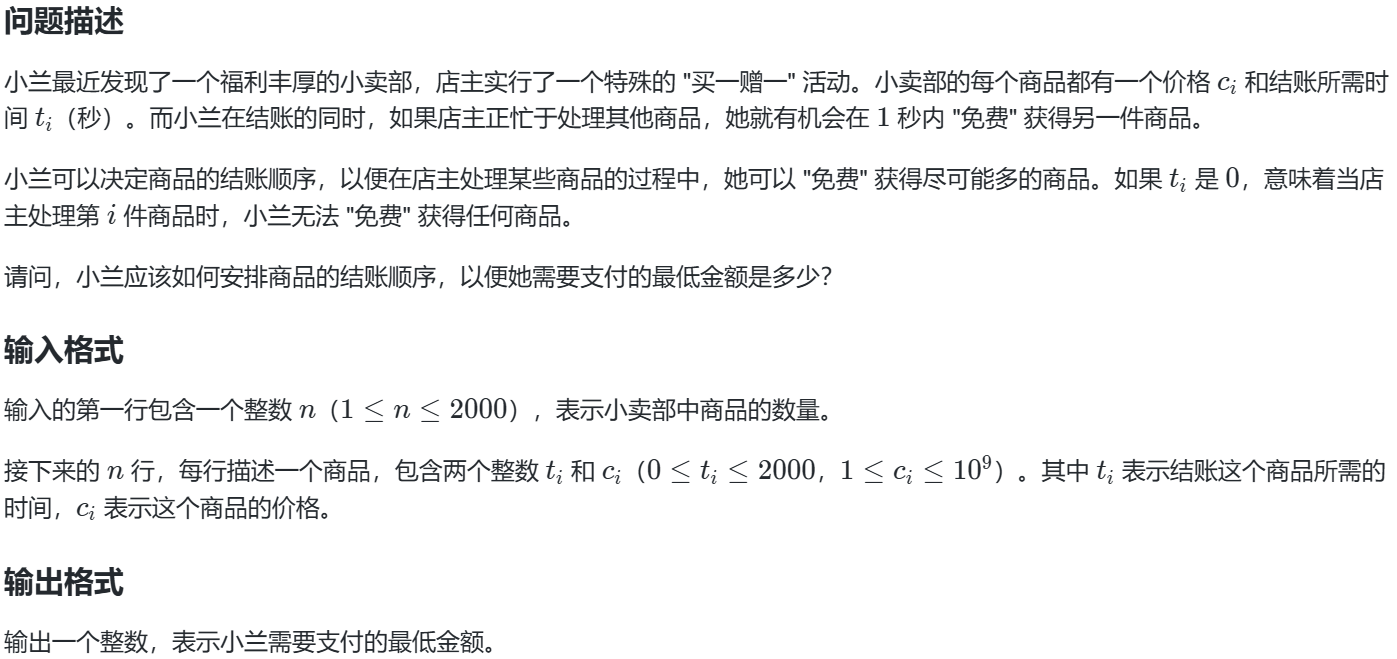 问题描述
小兰最近发现了一个福利丰厚的小卖部，店主实行了一个特殊的 "买一赠一" 活动。小卖部的每个商品都有一个价格 c_i 和结账所需时
间 t_i（秒）。而小兰在结账的同时，如果店主正忙于处理其他商品，她就有机会在 1 秒内 "免费" 获得另一件商品。
小兰可以决定商品的结账顺序，以便在店主处理某些商品的过程中，她可以 "免费" 获得尽可能多的商品。如果 t_i 是 0，意味着当店
主处理第 i 件商品时，小兰无法 "免费" 获得任何商品。
请问，小兰应该如何安排商品的结账顺序，以便她需要支付的最低金额是多少？
输入格式
输入的第一行包含一个整数 n（1 ≤ n ≤ 2000），表示小卖部中商品的数量。
接下来的 n 行，每行描述一个商品，包含两个整数 t_i 和 c_i（0 ≤ t_i ≤ 2000，1 ≤ c_i ≤ 10^9）。其中 t_i 表示结账这个商品所需的
时间，c_i 表示这个商品的价格。
输出格式
输出一个整数，表示小兰需要支付的最低金额。